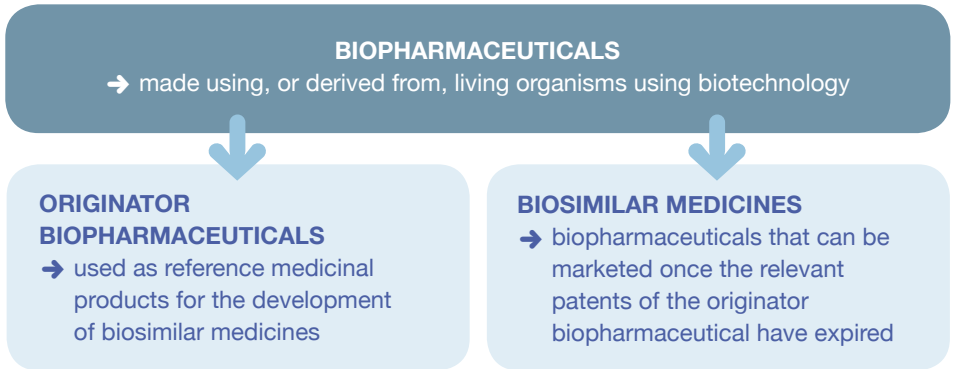 BIOPHARMACEUTICALS
➔ made using, or derived from, living organisms using biotechnology
ORIGINATOR
BIOPHARMACEUTICALS
➔ used as reference medicinal
products for the development
of biosimilar medicines
BIOSIMILAR MEDICINES
➔ biopharmaceuticals that can be
marketed once the relevant
patents of the originator
biopharmaceutical have expired